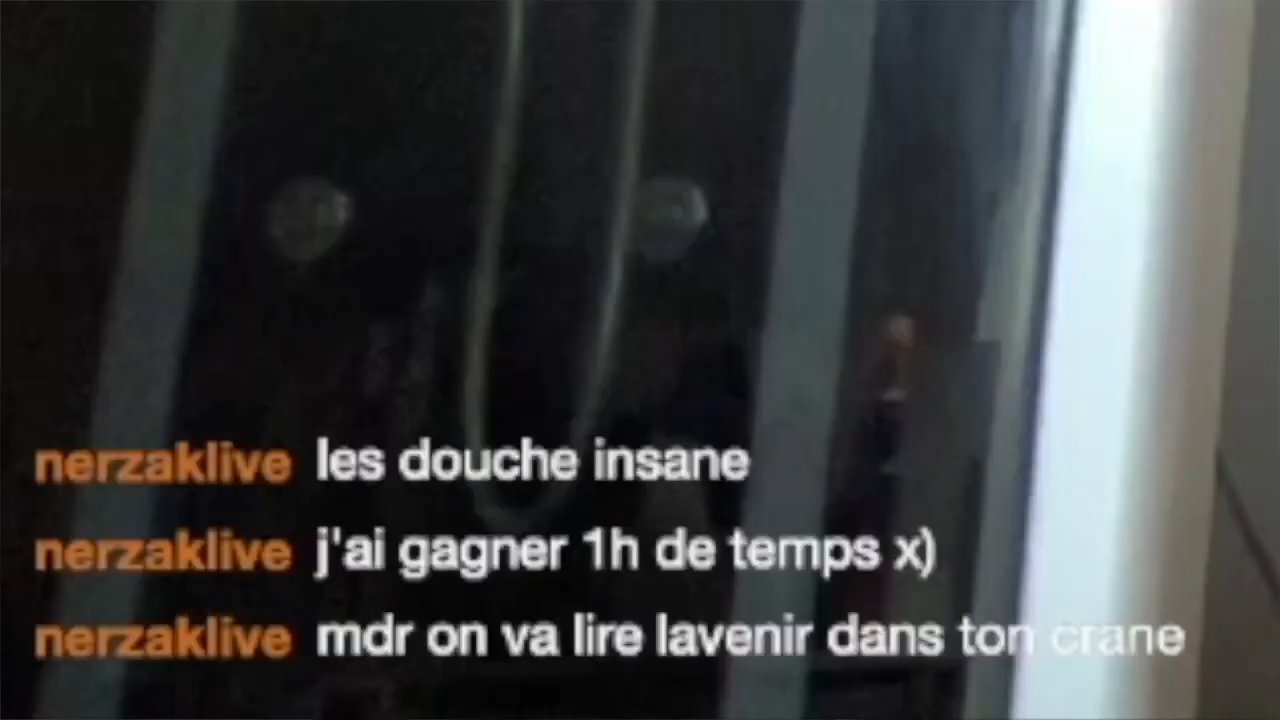 nerzaklive les douche insane
nerzaklive j'ai gagner 1h de temps x)
nerzaklive mdr on va lire lavenir dans ton crane